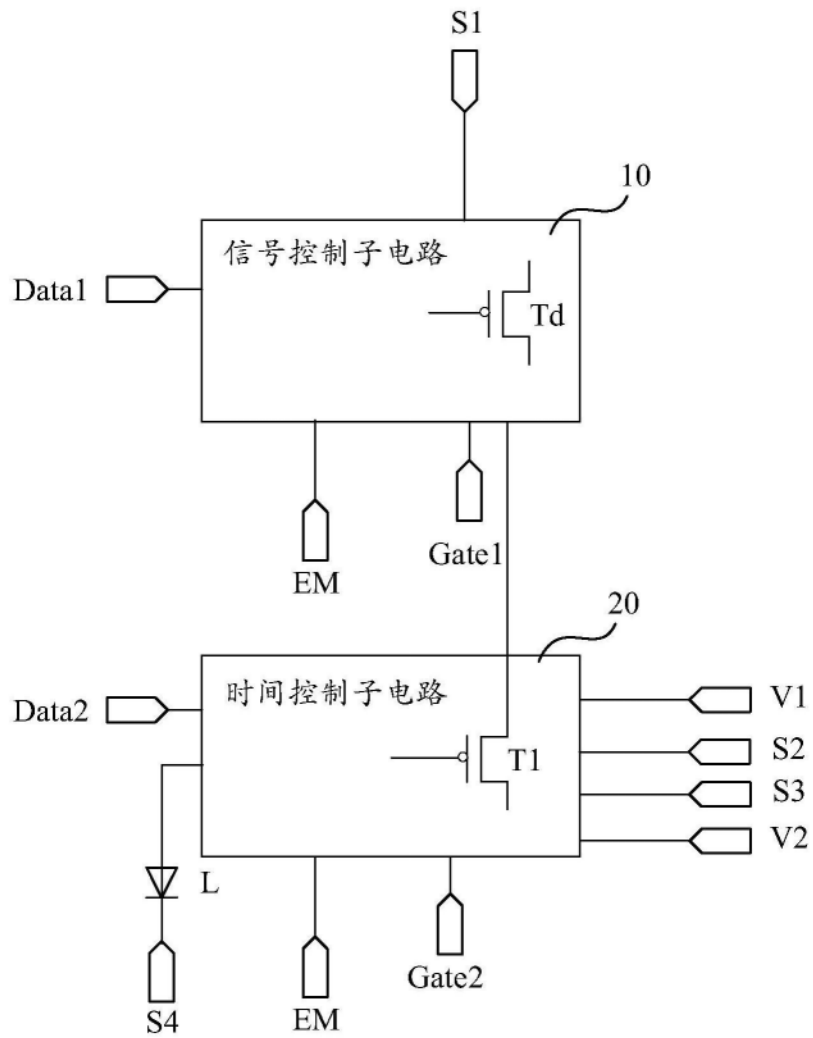 S1
10
信号控制子电路
Data1
Td
EM
Gate1
20
时间控制子电路
Data2
V1
T1
S2
S3
V2
L
S4
EM
Gate2